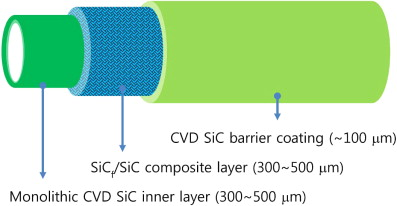 CVD SiC barrier coating (~100 μm)
SiCf/SiC composite layer (300~500 μm)
Monolithic CVD SiC inner layer (300~500 μm)